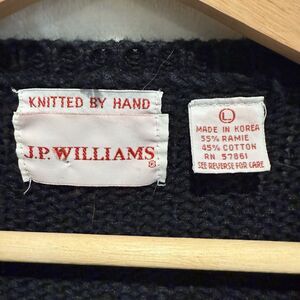 KNITTED BY HAND
J.P. WILLIAMS®
L
MADE IN KOREA
55% RAMIE
45% COTTON
RN 57861
SEE REVERSE FOR CARE